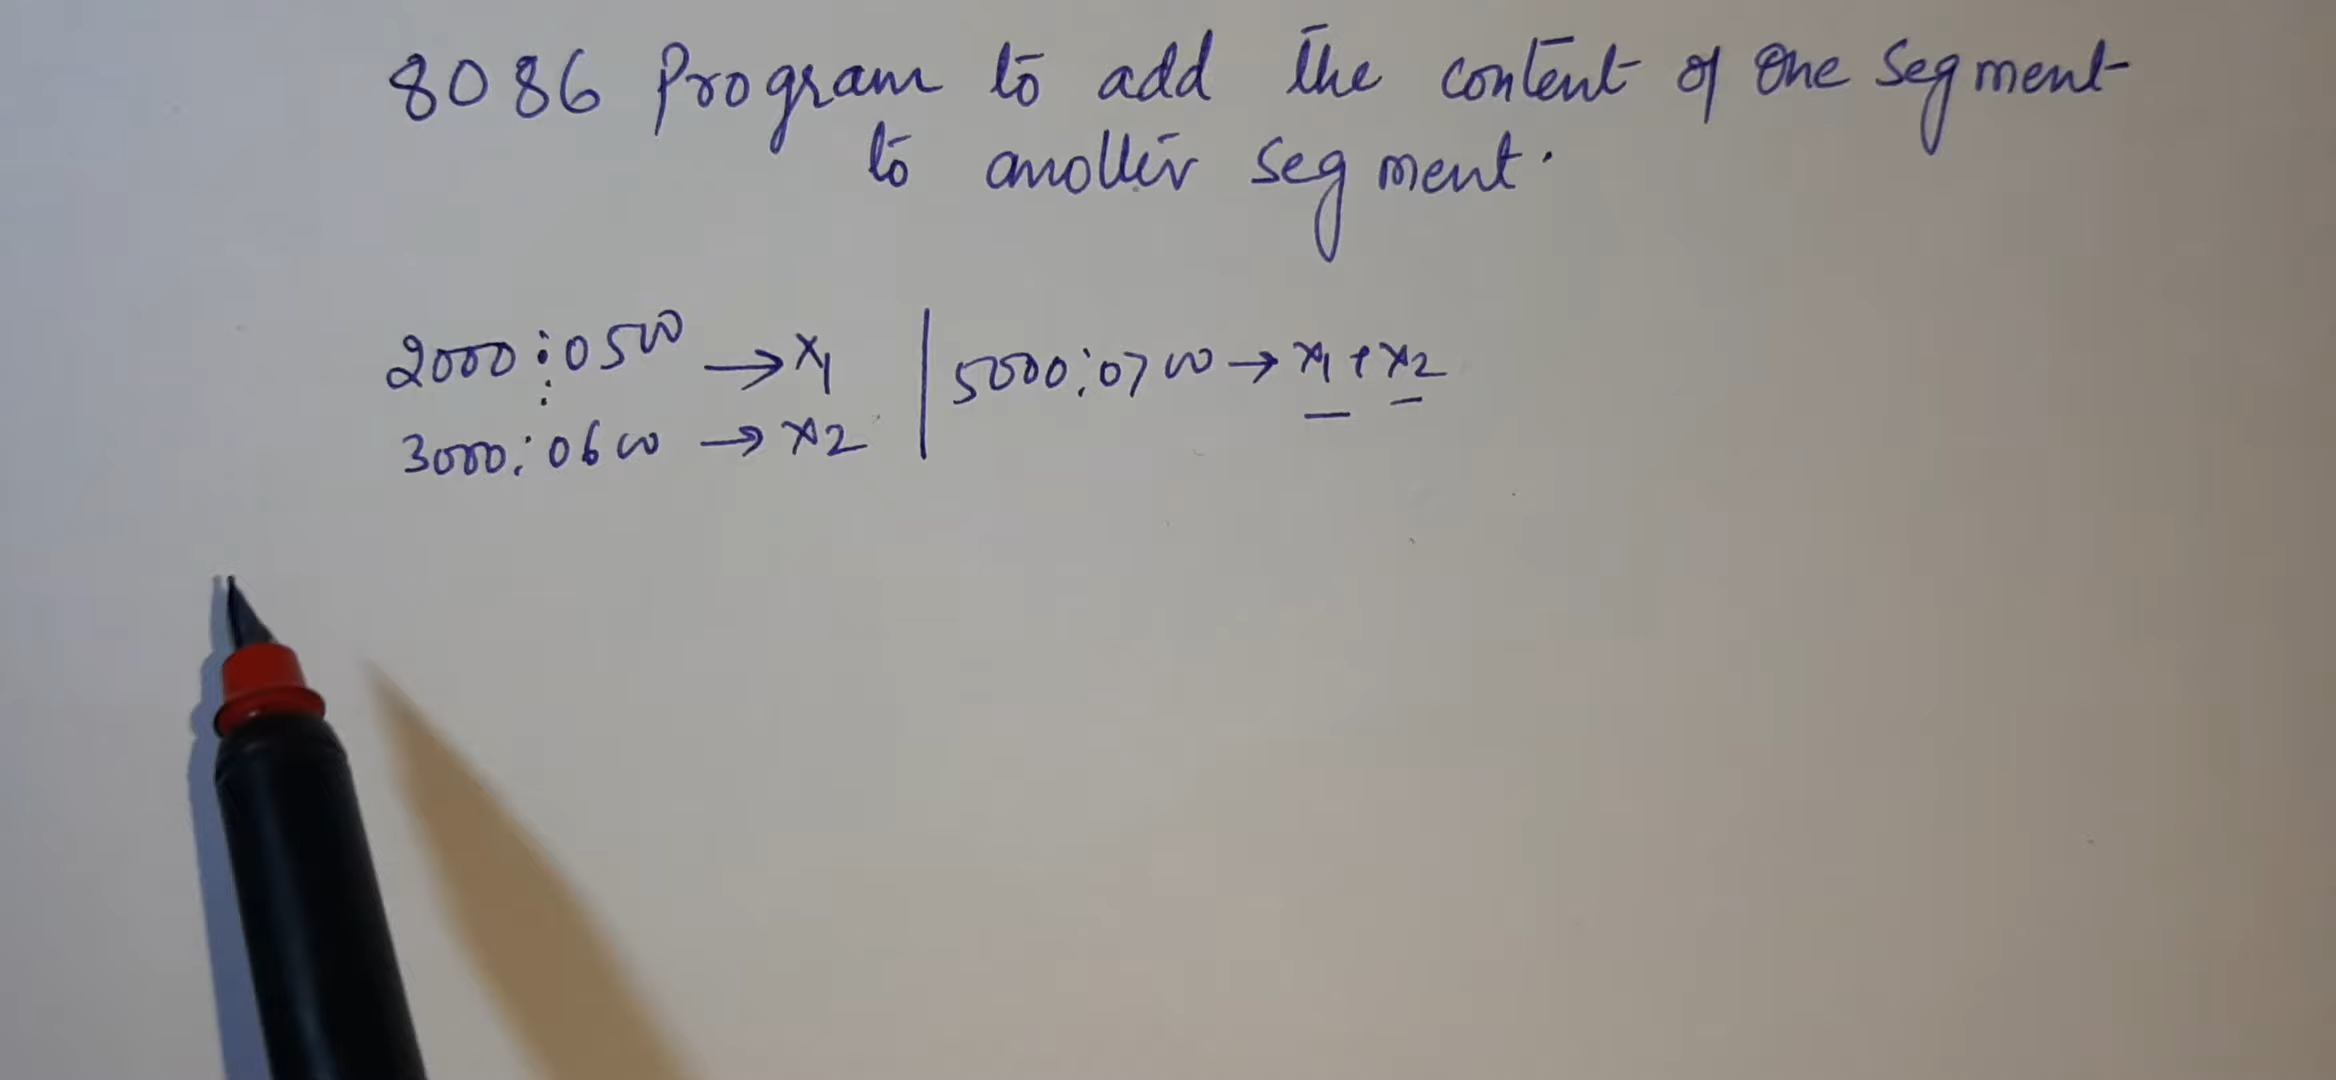 8086 Program to add the content of one segment
to another segment.
2000:0500 → x1
3000:0600 → x2
5000:0700 → x1 + x2